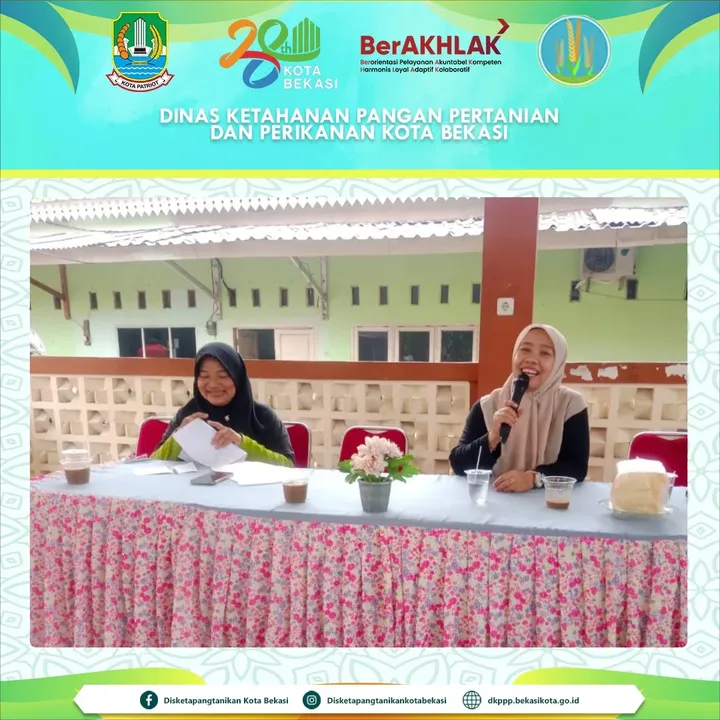 KOTA PATRIOT
28th
KOTA
BEKASI
BerAKHLAK
Berorientasi Pelayanan Akuntabel Kompeten
Harmonis Loyal Adaptif Kolaboratif
DINAS KETAHANAN PANGAN PERTANIAN
DAN PERIKANAN KOTA BEKASI
Disketapangtanikan Kota Bekasi
Disketapangtanikankotabekasi
dkppp.bekasikota.go.id